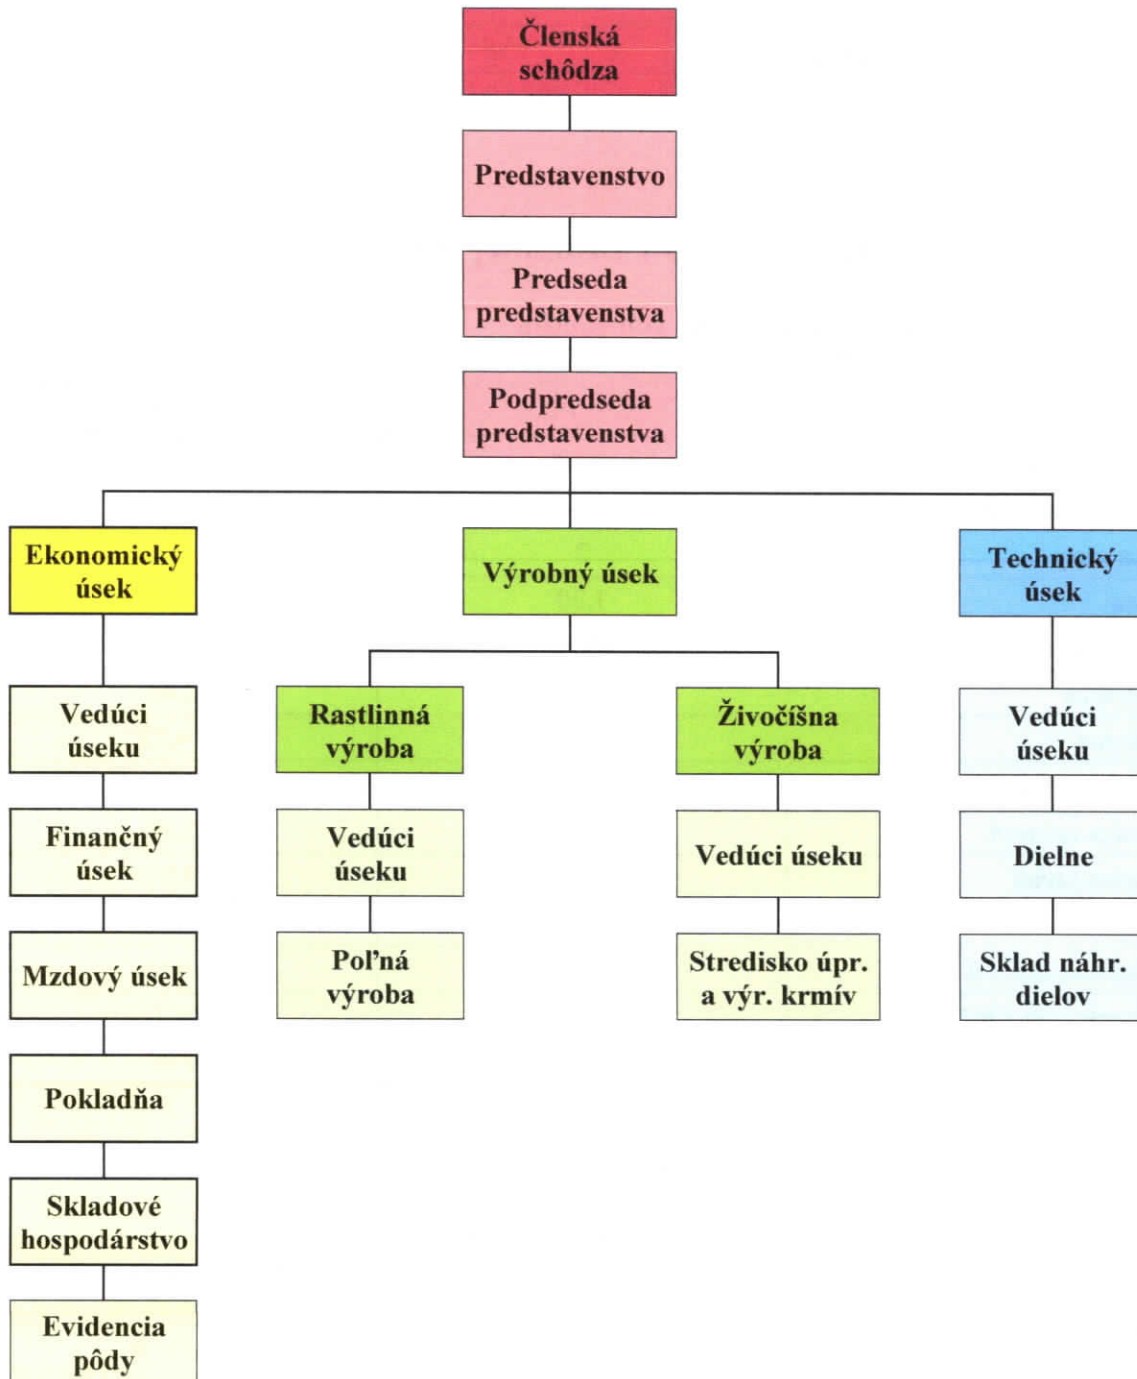 Členská
schôdza
Predstavenstvo
Predseda
predstavenstva
Podpredseda
predstavenstva
Ekonomický
úsek
Výrobný úsek
Technický
úsek
Vedúci
úseku
Rastlinná
výroba
Živočíšna
výroba
Vedúci
úseku
Finančný
úsek
Vedúci
úseku
Vedúci úseku
Dielne
Mzdový úsek
Poľná
výroba
Stredisko úpr.
a výr. krmív
Sklad náhr.
dielov
Pokladňa
Skladové
hospodárstvo
Evidencia
pôdy